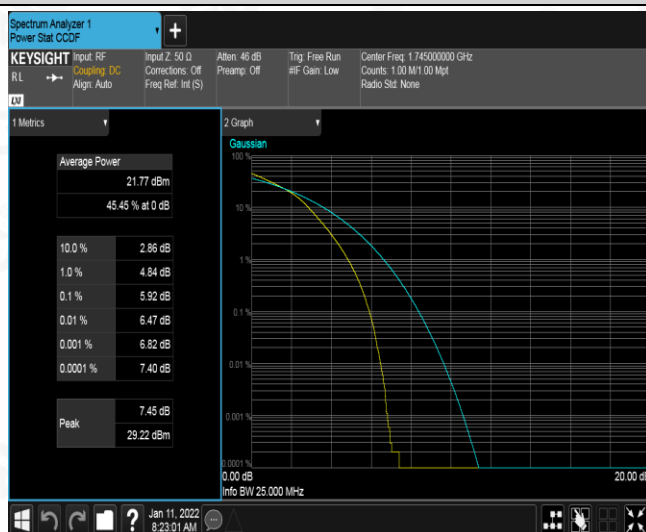 Spectrum Analyzer 1
Power Stat CCDF
KEYSIGHT
RL
LXI
Input: RF
Coupling: DC
Align: Auto
Input Z: 50 Ω
Corrections: Off
Freq Ref: Int (S)
Atten: 46 dB
Preamp: Off
Trig: Free Run
#IF Gain: Low
Center Freq: 1.745000000 GHz
Counts: 1.00 M/1.00 Mpt
Radio Std: None
1 Metrics
Average Power
21.77 dBm
45.45 % at 0 dB
10.0 % 2.86 dB
1.0 % 4.84 dB
0.1 % 5.92 dB
0.01 % 6.47 dB
0.001 % 6.82 dB
0.0001 % 7.40 dB
Peak
7.45 dB
29.22 dBm
2 Graph
Gaussian
100 %
10 %
1 %
0.1 %
0.01 %
0.001 %
0.0001 %
0.00 dB 20.00 dB
Info BW 25.000 MHz
?
Jan 11, 2022
8:23:01 AM